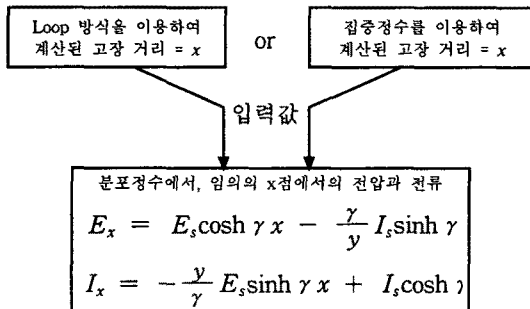 Loop 방식을 이용하여
계산된 고장 거리 = x
or
집중정수를 이용하여
계산된 고장 거리 = x
입력값
분포정수에서, 임의의 x점에서의 전압과 전류
E_x = E_s cosh γ x − γ/y I_s sinh γ
I_x = − y/γ E_s sinh γ x + I_s cosh γ